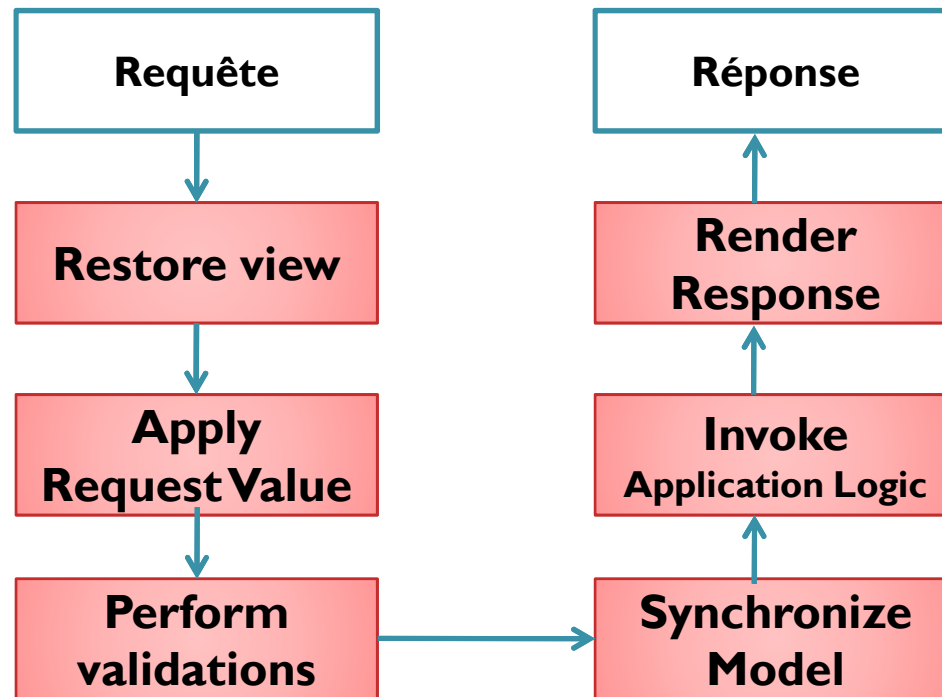 Requête
Restore view
Apply
Request Value
Perform
validations
Synchronize
Model
Invoke
Application Logic
Render
Response
Réponse